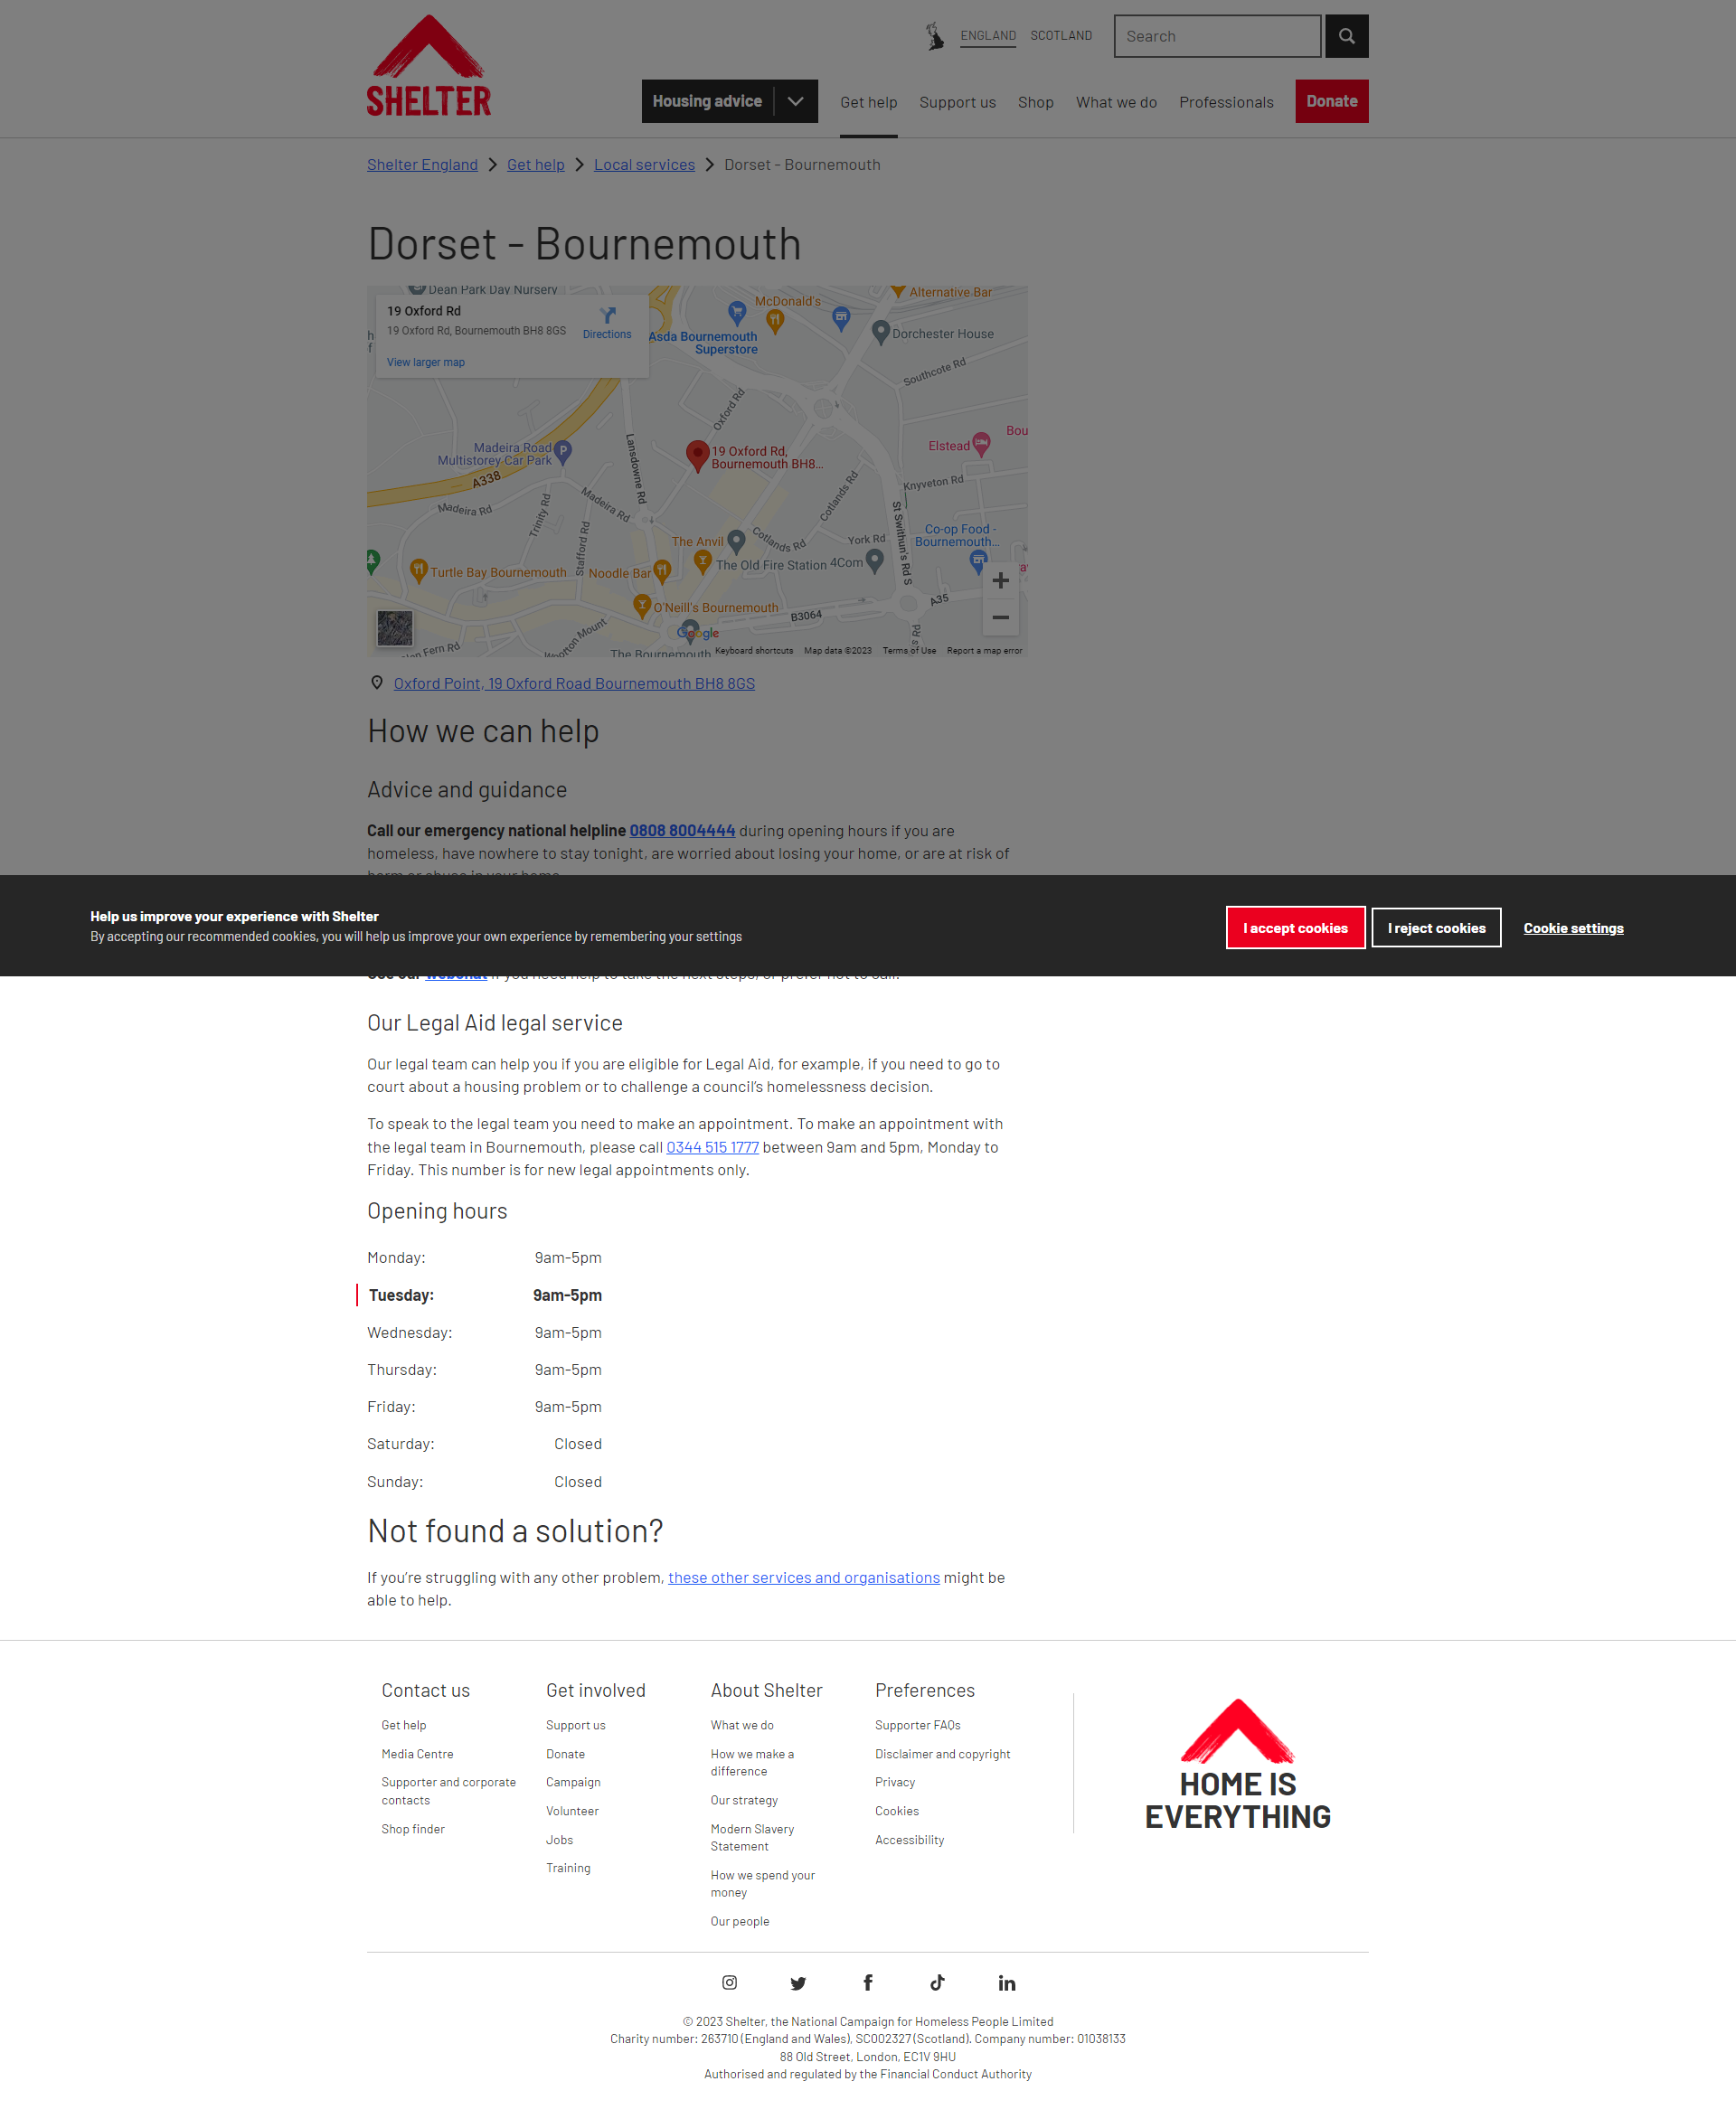 SHELTER
ENGLAND
SCOTLAND
Search
Housing advice
Get help
Support us
Shop
What we do
Professionals
Donate
Shelter England
Get help
Local services
Dorset - Bournemouth
Dorset - Bournemouth
Dean Park Day Nursery
19 Oxford Rd
19 Oxford Rd, Bournemouth BH8 8GS
Directions
View larger map
McDonald's
Alternative Bar
Asda Bournemouth
Superstore
Dorchester House
Southcote Rd
Oxford Rd
Lansdowne Rd
Madeira Road
Multistorey Car Park
19 Oxford Rd,
Bournemouth BH8...
Elstead
Bou
A338
Madeira Rd
Trinity Rd
Madeira Rd
Stafford Rd
Cotlands Rd
Knyveton Rd
St Swithun's Rd S
Co-op Food -
Bournemouth...
The Anvil
Cotlands Rd
York Rd
Turtle Bay Bournemouth
Noodle Bar
The Old Fire Station
4Com
O'Neill's Bournemouth
B3064
A35
Wootton Mount
Fern Rd
Google
The Bournemouth
Keyboard shortcuts
Map data ©2023
Terms of Use
Report a map error
Oxford Point, 19 Oxford Road Bournemouth BH8 8GS
How we can help
Advice and guidance
Call our emergency national helpline 0808 8004444 during opening hours if you are
homeless, have nowhere to stay tonight, are worried about losing your home, or are at risk of
harm or abuse in your home.
Help us improve your experience with Shelter
By accepting our recommended cookies, you will help us improve your own experience by remembering your settings
I accept cookies
I reject cookies
Cookie settings
Use our webchat if you need help to take the next steps, or prefer not to call.
Our Legal Aid legal service
Our legal team can help you if you are eligible for Legal Aid, for example, if you need to go to
court about a housing problem or to challenge a council’s homelessness decision.
To speak to the legal team you need to make an appointment. To make an appointment with
the legal team in Bournemouth, please call 0344 515 1777 between 9am and 5pm, Monday to
Friday. This number is for new legal appointments only.
Opening hours
Monday: 9am-5pm
Tuesday: 9am-5pm
Wednesday: 9am-5pm
Thursday: 9am-5pm
Friday: 9am-5pm
Saturday: Closed
Sunday: Closed
Not found a solution?
If you’re struggling with any other problem, these other services and organisations might be
able to help.
Contact us
Get help
Media Centre
Supporter and corporate
contacts
Shop finder
Get involved
Support us
Donate
Campaign
Volunteer
Jobs
Training
About Shelter
What we do
How we make a
difference
Our strategy
Modern Slavery
Statement
How we spend your
money
Our people
Preferences
Supporter FAQs
Disclaimer and copyright
Privacy
Cookies
Accessibility
HOME IS
EVERYTHING
© 2023 Shelter, the National Campaign for Homeless People Limited
Charity number: 263710 (England and Wales), SC002327 (Scotland). Company number: 01038133
88 Old Street, London, EC1V 9HU
Authorised and regulated by the Financial Conduct Authority